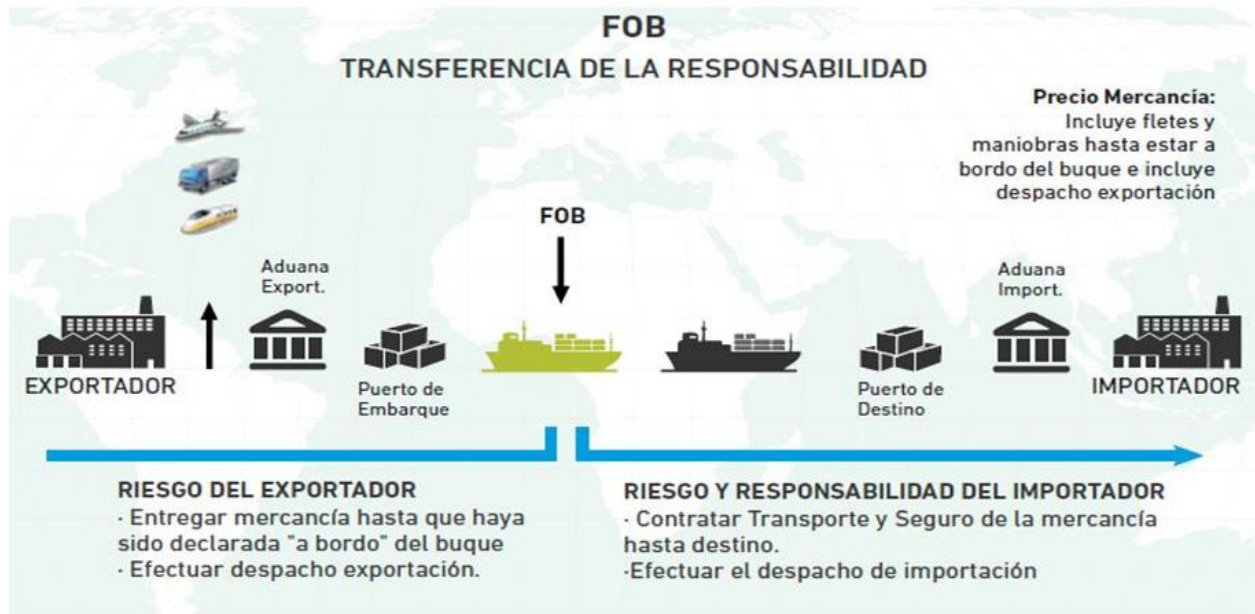 FOB
TRANSFERENCIA DE LA RESPONSABILIDAD
Precio Mercancía:
Incluye fletes y
maniobras hasta estar a
bordo del buque e incluye
despacho exportación
FOB
Aduana
Export.
Aduana
Import.
EXPORTADOR
Puerto de
Embarque
Puerto de
Destino
IMPORTADOR
RIESGO DEL EXPORTADOR
· Entregar mercancía hasta que haya
sido declarada "a bordo" del buque
· Efectuar despacho exportación.
RIESGO Y RESPONSABILIDAD DEL IMPORTADOR
· Contratar Transporte y Seguro de la mercancía
hasta destino.
·Efectuar el despacho de importación